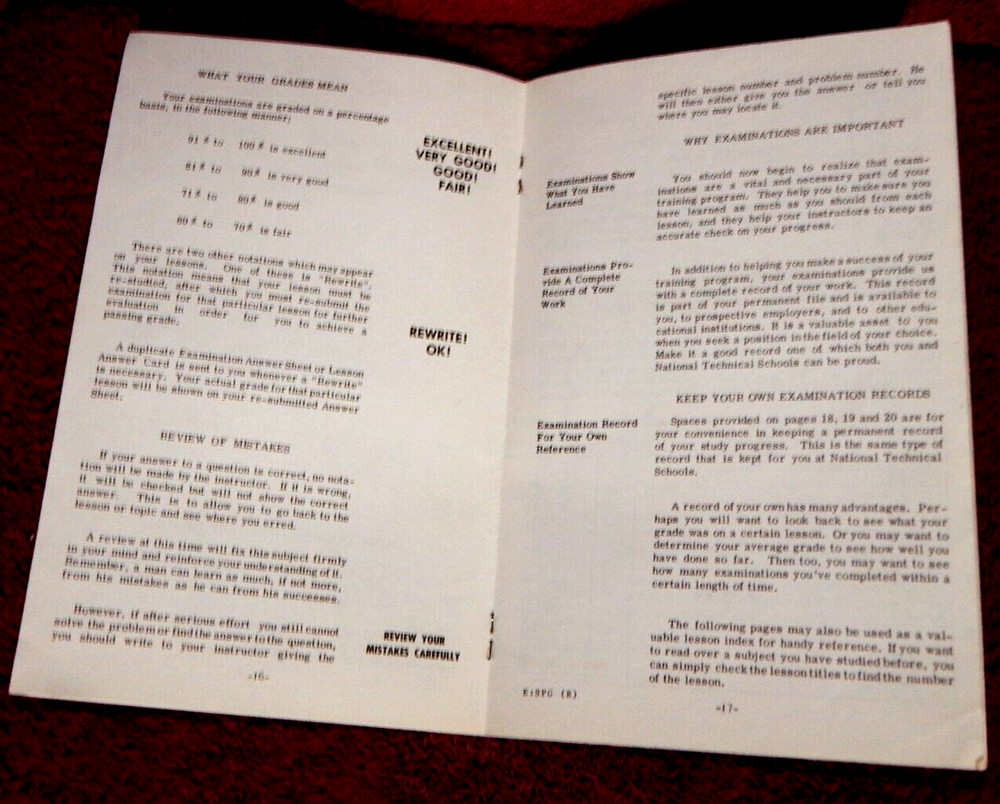 WHAT YOUR GRADES MEAN
Your examinations are graded on a percentage
basis, in the following manner;
91% to 100% is excellent
81% to 90% is very good
71% to 80% is good
60% to 70% is fair
EXCELLENT!
VERY GOOD!
GOOD!
FAIR!
There are two other notations which may appear
on your lessons. One of these is "Rewrite".
This notation means that your lesson must be
re-studied, after which you must re-submit the
examination for that particular lesson for further
evaluation in order for you to achieve a
passing grade.
REWRITE!
OK!
A duplicate Examination Answer Sheet or Lesson
Answer Card is sent to you whenever a "Rewrite"
is necessary. Your actual grade for that particular
lesson will be shown on your re-submitted Answer
Sheet.
REVIEW OF MISTAKES
If your answer to a question is correct, no nota-
tion will be made by the instructor. If it is wrong,
it will be checked but will not show the correct
answer. This is to allow you to go back to the
lesson or topic and see where you erred.
A review at this time will fix this subject firmly
in your mind and reinforce your understanding of it.
Remember, a man can learn as much, if not more,
from his mistakes as he can from his successes.
However, if after serious effort you still cannot
solve the problem or find the answer to the question,
you should write to your instructor giving the
REVIEW YOUR
MISTAKES CAREFULLY
-16-
specific lesson number and problem number. He
will then either give you the answer or tell you
where you may locate it.
WHY EXAMINATIONS ARE IMPORTANT
Examinations Show
What You Have
Learned
You should now begin to realize that exam-
inations are a vital and necessary part of your
training program. They help you to make sure you
have learned as much as you should from each
lesson, and they help your instructors to keep an
accurate check on your progress.
Examinations Pro-
vide A Complete
Record of Your
Work
In addition to helping you make a success of your
training program, your examinations provide us
with a complete record of your work. This record
is part of your permanent file and is available to
you, to prospective employers, and to other edu-
cational institutions. It is a valuable asset to you
when you seek a position in the field of your choice.
Make it a good record one of which both you and
National Technical Schools can be proud.
KEEP YOUR OWN EXAMINATION RECORDS
Examination Record
For Your Own
Reference
Spaces provided on pages 18, 19 and 20 are for
your convenience in keeping a permanent record
of your study progress. This is the same type of
record that is kept for you at National Technical
Schools.
A record of your own has many advantages. Per-
haps you will want to look back to see what your
grade was on a certain lesson. Or you may want to
determine your average grade to see how well you
have done so far. Then too, you may want to see
how many examinations you've completed within a
certain length of time.
The following pages may also be used as a val-
uable lesson index for handy reference. If you want
to read over a subject you have studied before, you
can simply check the lesson titles to find the number
of the lesson.
E:SPG (R)
-17-